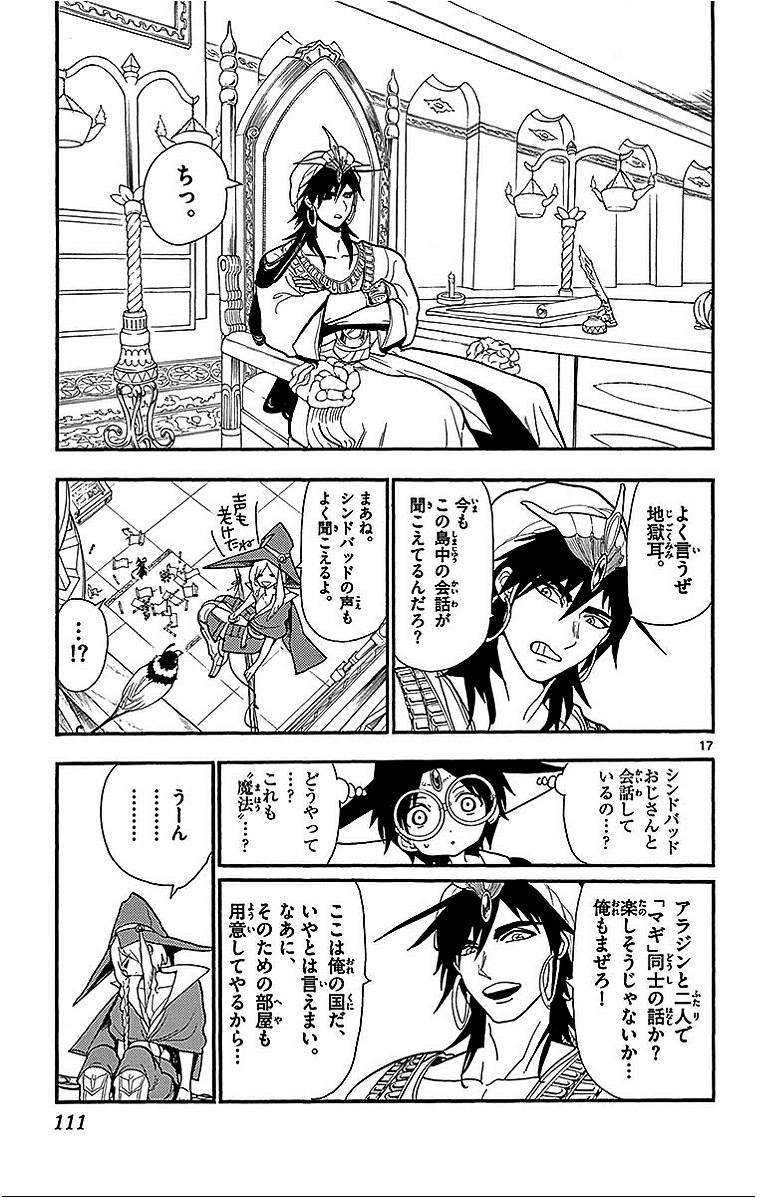 ちっ。
よく言うぜ
地獄耳。
今も
この島中の会話が
聞こえてるんだろ？
まあね。
シンドバッドの声も
よく聞こえるよ。
声も
老けたね
…!?
17
シンドバッド
おじさんと
会話して
いるの…？
どうやって
…？
これも
〝魔法〟…？
アラジンと二人で
「マギ」同士の話か？
楽しそうじゃないか…
俺もまぜろ！
ここは俺の国だ、
いやとは言えまい。
なあに、
そのための部屋も
用意してやるから…
うーん
………
………
111